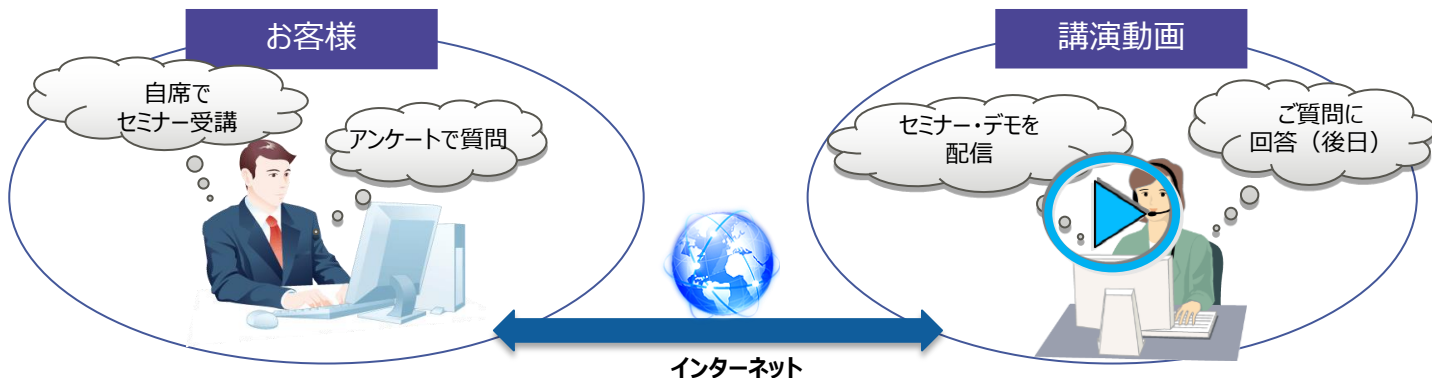 お客様
講演動画
自席で
セミナー受講
アンケートで質問
セミナー・デモを
配信
ご質問に
回答（後日）
インターネット